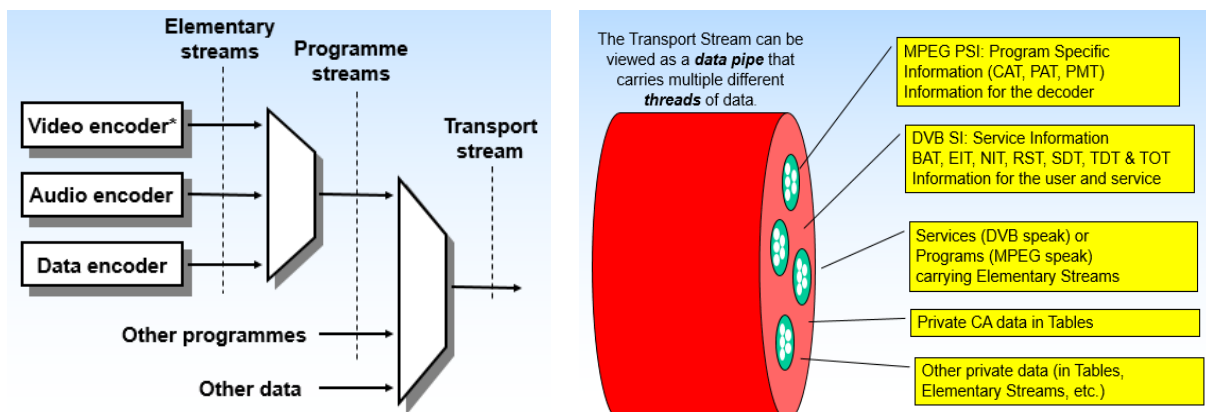 Elementary
streams
Programme
streams
Video encoder*
Transport
stream
Audio encoder
Data encoder
Other programmes
Other data
The Transport Stream can be
viewed as a data pipe that
carries multiple different
threads of data.
MPEG PSI: Program Specific
Information (CAT, PAT, PMT)
Information for the decoder
DVB SI: Service Information
BAT, EIT, NIT, RST, SDT, TDT & TOT
Information for the user and service
Services (DVB speak) or
Programs (MPEG speak)
carrying Elementary Streams
Private CA data in Tables
Other private data (in Tables,
Elementary Streams, etc.)